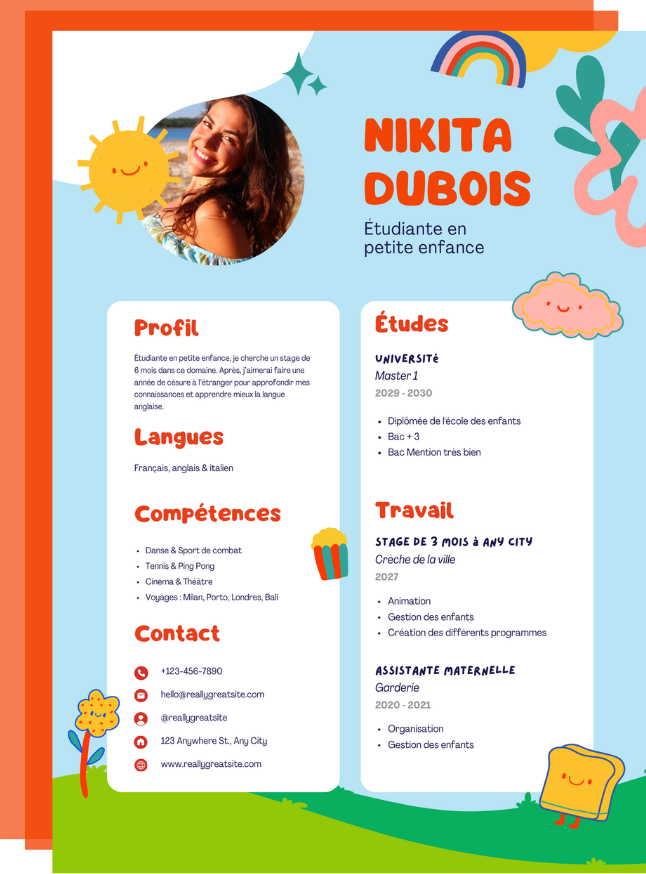 NIKITA
DUBOIS
Étudiante en
petite enfance
Profil
Étudiante en petite enfance, je cherche un stage de
6 mois dans ce domaine. Après, j'aimerai faire une
année de césure à l'étranger pour approfondir mes
connaissances et apprendre mieux la langue
anglaise.
Langues
Français, anglais & italien
Compétences
• Danse & Sport de combat
• Tennis & Ping Pong
• Cinéma & Théâtre
• Voyages : Milan, Porto, Londres, Bali
Contact
+123-456-7890
hello@reallygreatsite.com
@reallygreatsite
123 Anywhere St., Any City
www.reallygreatsite.com
Études
UNIVERSITé
Master 1
2029 - 2030
• Diplômée de l'école des enfants
• Bac + 3
• Bac Mention très bien
Travail
STAGE DE 3 MOIS à ANY CITY
Crèche de la ville
2027
• Animation
• Gestion des enfants
• Création des différents programmes
ASSISTANTE MATERNELLE
Garderie
2020 - 2021
• Organisation
• Gestion des enfants